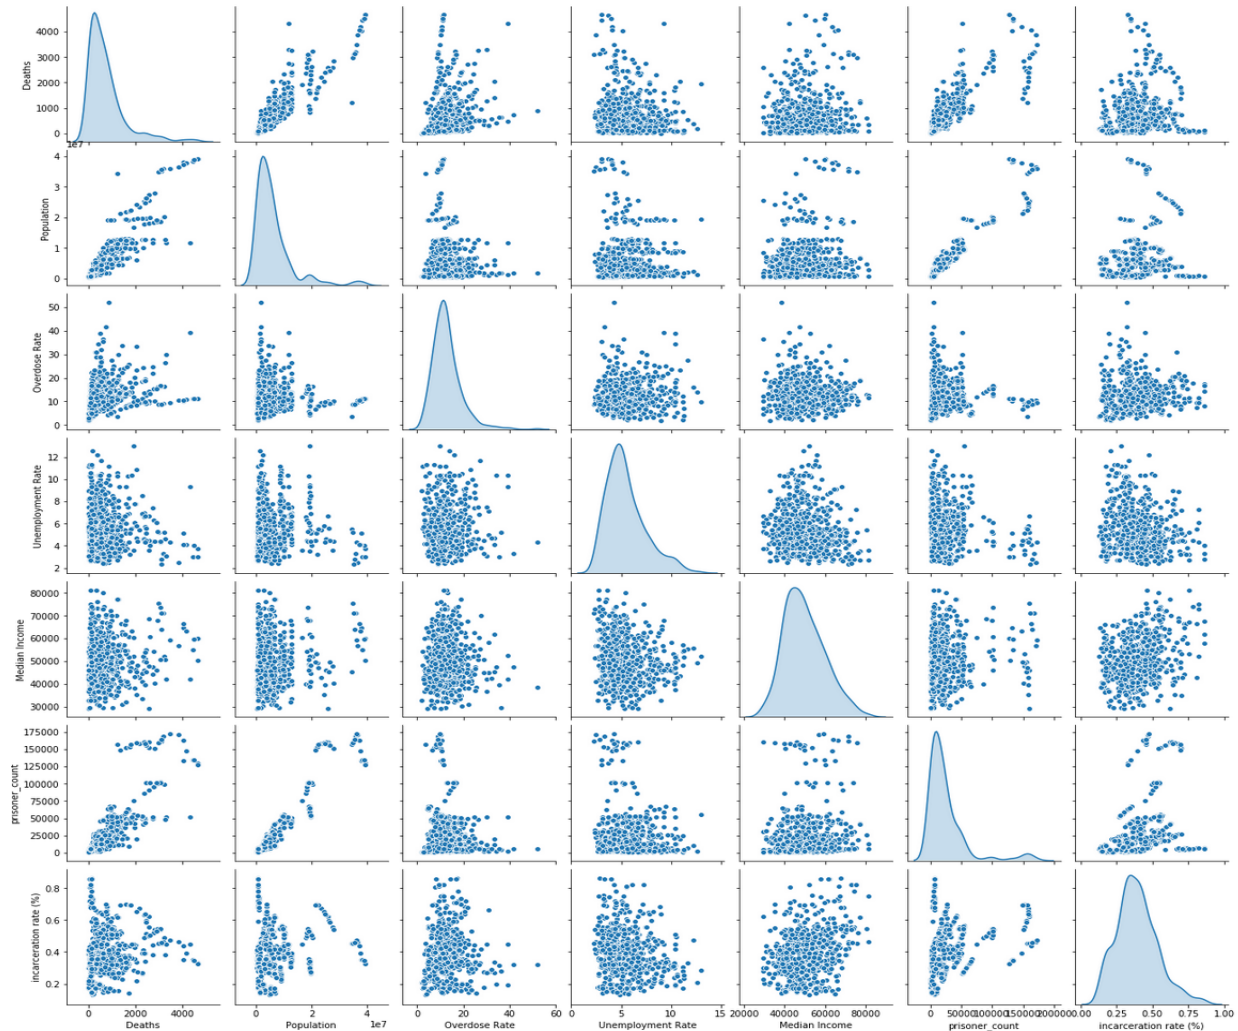 4000
3000
2000
1000
0
Deaths
1e7
4
3
2
1
0
Population
50
40
30
20
10
0
Overdose Rate
12
10
8
6
4
2
Unemployment Rate
80000
70000
60000
50000
40000
30000
Median Income
175000
150000
125000
100000
75000
50000
25000
0
prisoner_count
0.8
0.6
0.4
0.2
incarceration rate (%)
0 2000 4000
0 2 4
1e7
0 20 40 60
0 5 10 15
20000 40000 60000 80000
0 50000 100000 150000 200000
0.00 0.25 0.50 0.75 1.00
Deaths Population Overdose Rate Unemployment Rate Median Income prisoner_count incarceration rate (%)